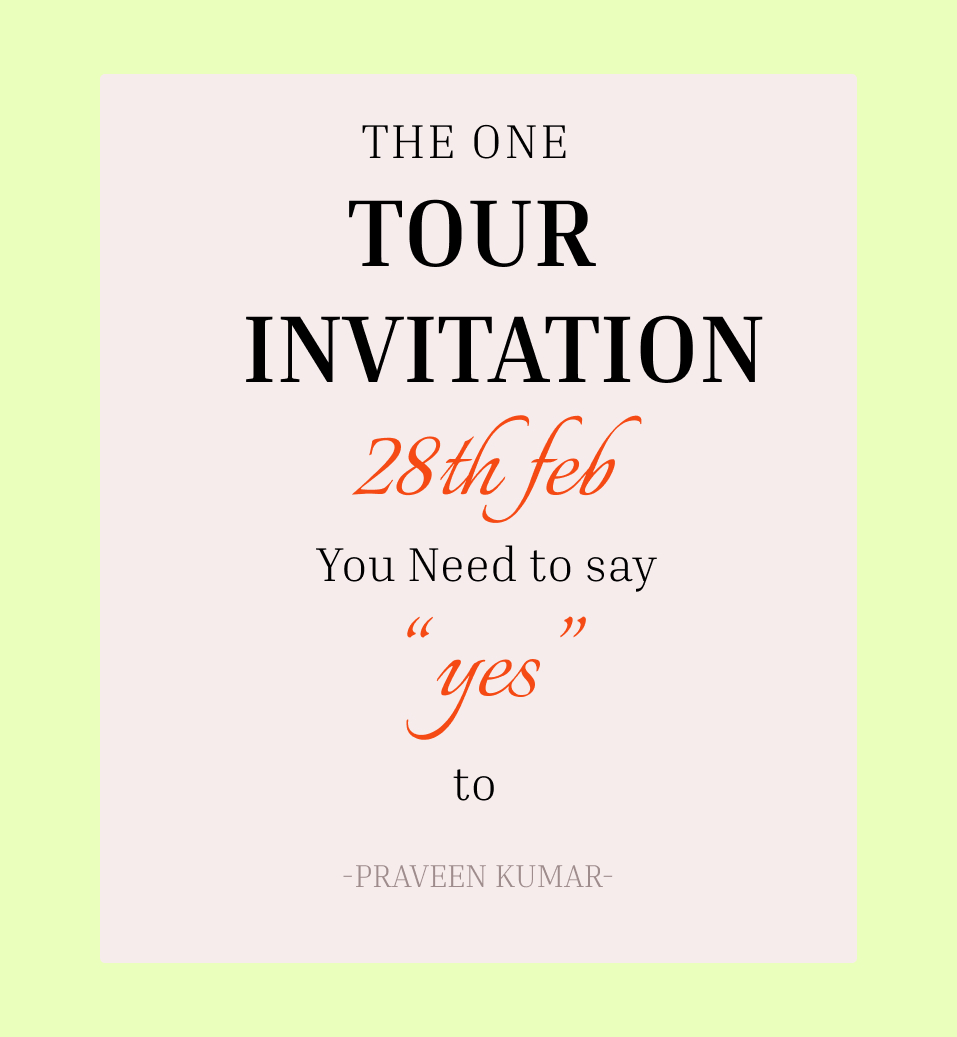 THE ONE
TOUR
INVITATION
28th feb
You Need to say
“yes”
to
-PRAVEEN KUMAR-